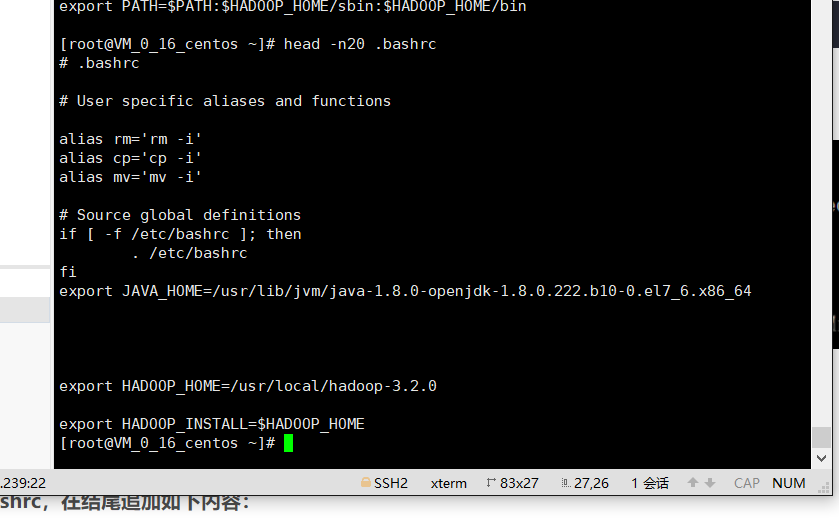 export PATH=$PATH:$HADOOP_HOME/sbin:$HADOOP_HOME/bin
[root@VM_0_16_centos ~]# head -n20 .bashrc
# .bashrc
# User specific aliases and functions
alias rm='rm -i'
alias cp='cp -i'
alias mv='mv -i'
# Source global definitions
if [ -f /etc/bashrc ]; then
        . /etc/bashrc
fi
export JAVA_HOME=/usr/lib/jvm/java-1.8.0-openjdk-1.8.0.222.b10-0.el7_6.x86_64
export HADOOP_HOME=/usr/local/hadoop-3.2.0
export HADOOP_INSTALL=$HADOOP_HOME
[root@VM_0_16_centos ~]#
.239:22 SSH2 xterm 83x27 27,26 1 会话 CAP NUM
shrc，在结尾追加如下内容：